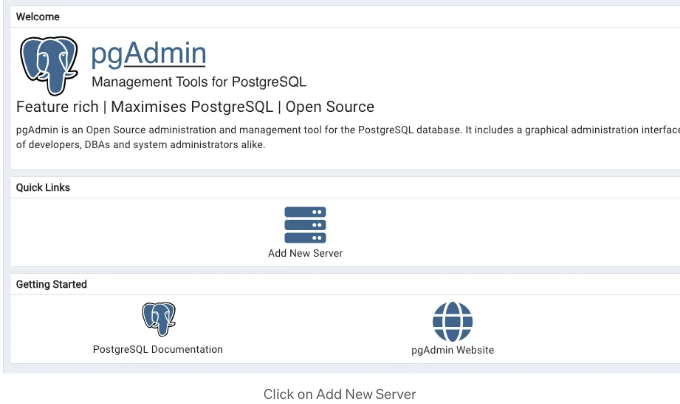 Welcome
pgAdmin
Management Tools for PostgreSQL
Feature rich | Maximises PostgreSQL | Open Source
pgAdmin is an Open Source administration and management tool for the PostgreSQL database. It includes a graphical administration interface
of developers, DBAs and system administrators alike.
Quick Links
Add New Server
Getting Started
PostgreSQL Documentation
pgAdmin Website
Click on Add New Server